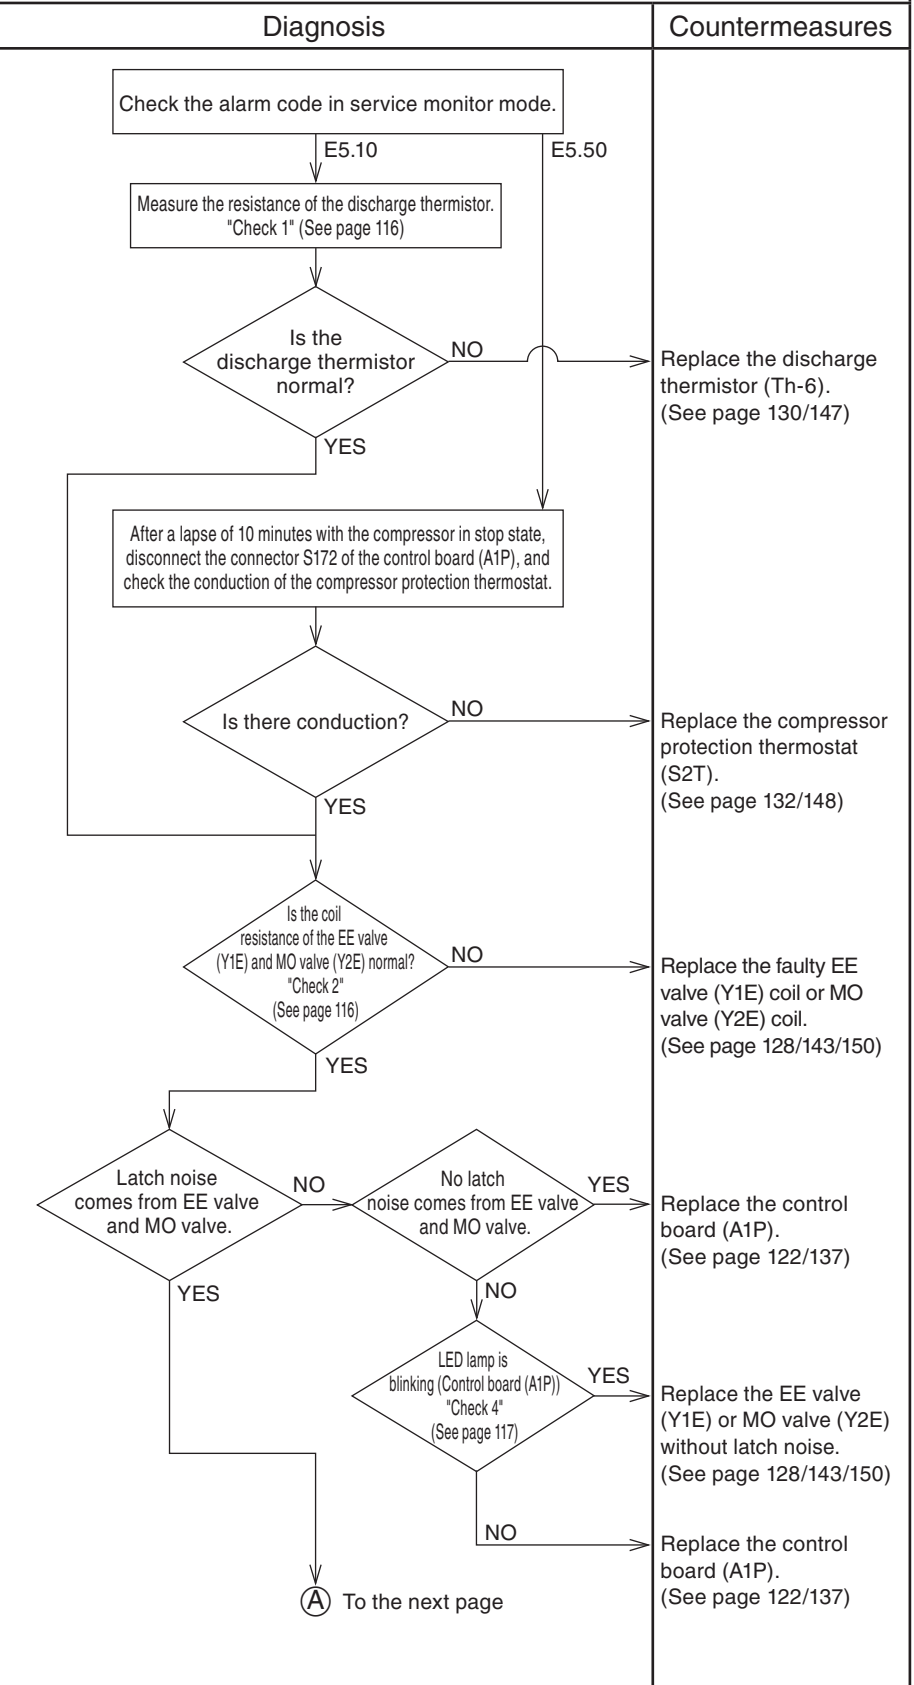 Diagnosis
Countermeasures
Check the alarm code in service monitor mode.
E5.10
E5.50
Measure the resistance of the discharge thermistor.
"Check 1" (See page 116)
Is the
discharge thermistor
normal?
NO
Replace the discharge
thermistor (Th-6).
(See page 130/147)
YES
After a lapse of 10 minutes with the compressor in stop state,
disconnect the connector S172 of the control board (A1P), and
check the conduction of the compressor protection thermostat.
Is there conduction?
NO
Replace the compressor
protection thermostat
(S2T).
(See page 132/148)
YES
Is the coil
resistance of the EE valve
(Y1E) and MO valve (Y2E) normal?
"Check 2"
(See page 116)
NO
Replace the faulty EE
valve (Y1E) coil or MO
valve (Y2E) coil.
(See page 128/143/150)
YES
Latch noise
comes from EE valve
and MO valve.
NO
No latch
noise comes from EE valve
and MO valve.
YES
Replace the control
board (A1P).
(See page 122/137)
YES
NO
LED lamp is
blinking (Control board (A1P))
"Check 4"
(See page 117)
YES
Replace the EE valve
(Y1E) or MO valve (Y2E)
without latch noise.
(See page 128/143/150)
NO
Replace the control
board (A1P).
(See page 122/137)
A To the next page